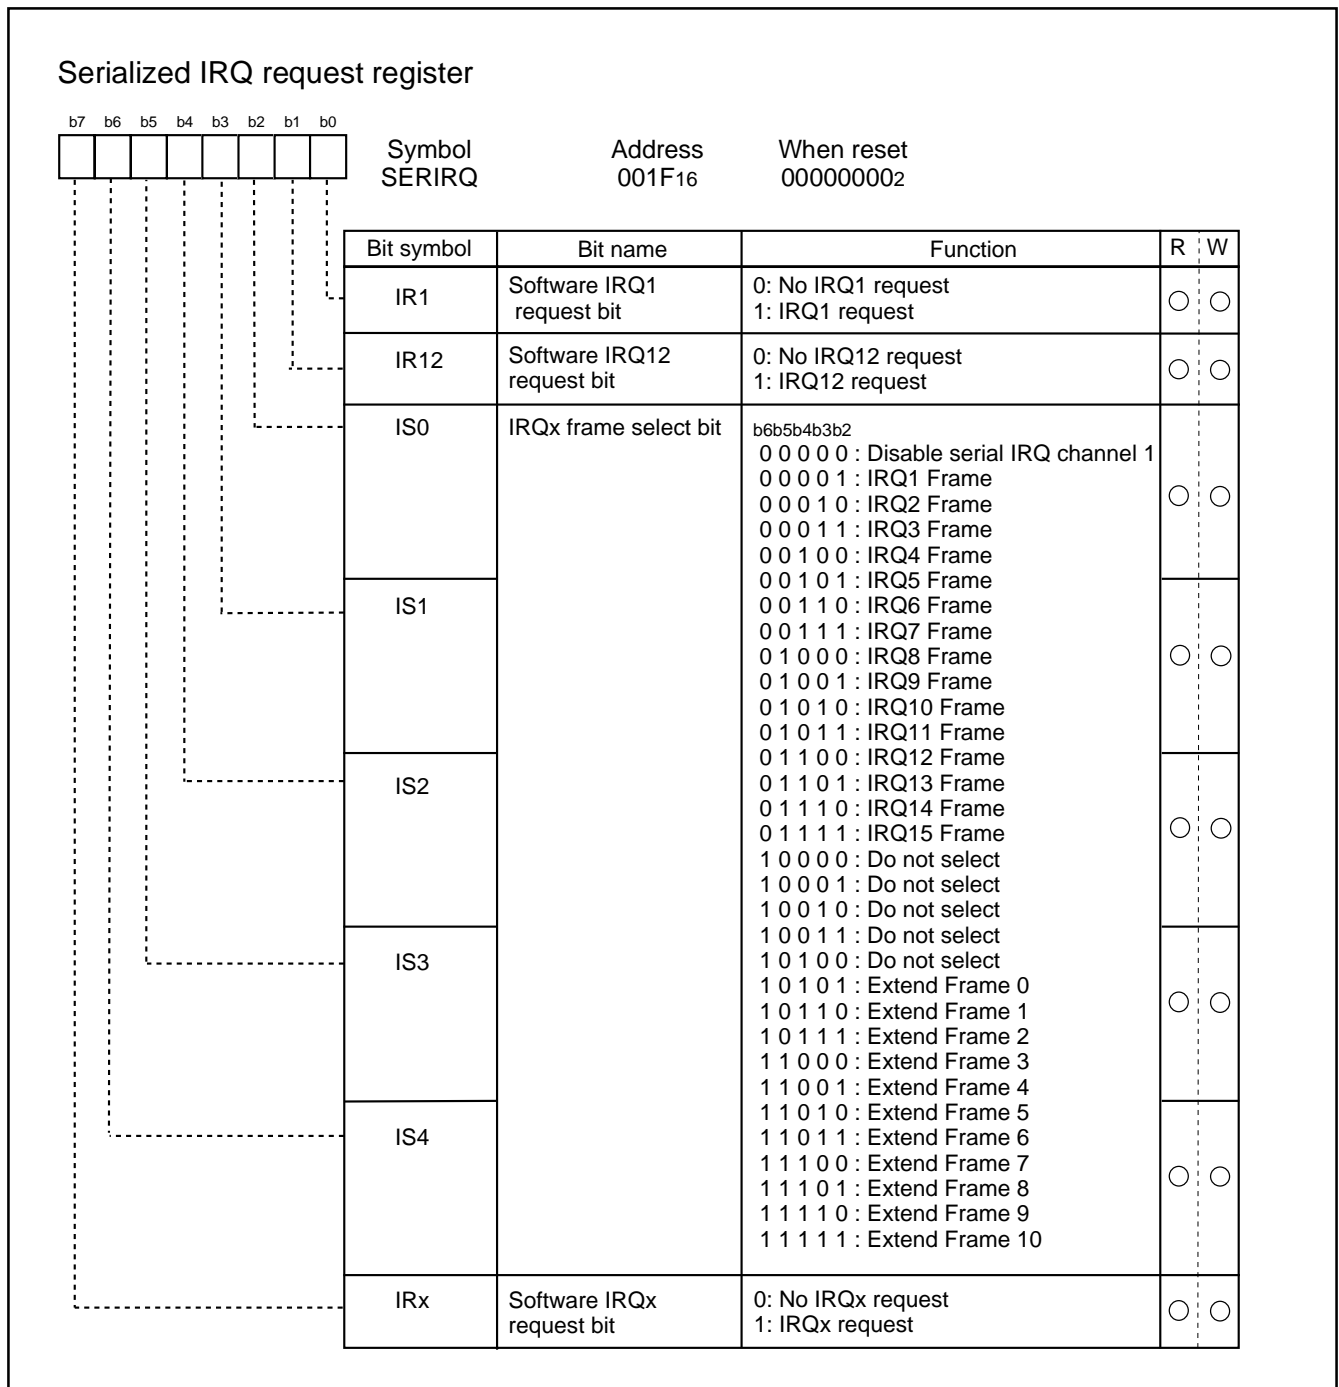 Serialized IRQ request register
b7 b6 b5 b4 b3 b2 b1 b0
Symbol Address When reset
SERIRQ 001F16 000000002
Bit symbol Bit name Function R W
IR1 Software IRQ1 0: No IRQ1 request
request bit 1: IRQ1 request
IR12 Software IRQ12 0: No IRQ12 request
request bit 1: IRQ12 request
IS0 IRQx frame select bit b6b5b4b3b2
0 0 0 0 0 : Disable serial IRQ channel 1
0 0 0 0 1 : IRQ1 Frame
0 0 0 1 0 : IRQ2 Frame
0 0 0 1 1 : IRQ3 Frame
0 0 1 0 0 : IRQ4 Frame
0 0 1 0 1 : IRQ5 Frame
IS1 0 0 1 1 0 : IRQ6 Frame
0 0 1 1 1 : IRQ7 Frame
0 1 0 0 0 : IRQ8 Frame
0 1 0 0 1 : IRQ9 Frame
0 1 0 1 0 : IRQ10 Frame
0 1 0 1 1 : IRQ11 Frame
0 1 1 0 0 : IRQ12 Frame
IS2 0 1 1 0 1 : IRQ13 Frame
0 1 1 1 0 : IRQ14 Frame
0 1 1 1 1 : IRQ15 Frame
1 0 0 0 0 : Do not select
1 0 0 0 1 : Do not select
1 0 0 1 0 : Do not select
1 0 0 1 1 : Do not select
IS3 1 0 1 0 0 : Do not select
1 0 1 0 1 : Extend Frame 0
1 0 1 1 0 : Extend Frame 1
1 0 1 1 1 : Extend Frame 2
1 1 0 0 0 : Extend Frame 3
1 1 0 0 1 : Extend Frame 4
1 1 0 1 0 : Extend Frame 5
IS4 1 1 0 1 1 : Extend Frame 6
1 1 1 0 0 : Extend Frame 7
1 1 1 0 1 : Extend Frame 8
1 1 1 1 0 : Extend Frame 9
1 1 1 1 1 : Extend Frame 10
IRx Software IRQx 0: No IRQx request
request bit 1: IRQx request